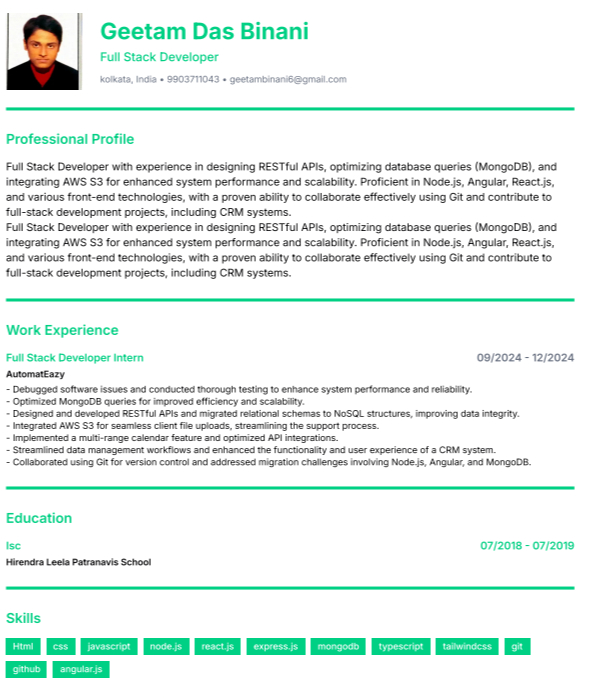 Geetam Das Binani
Full Stack Developer
kolkata, India • 9903711043 • geetambinani6@gmail.com
Professional Profile
Full Stack Developer with experience in designing RESTful APIs, optimizing database queries (MongoDB), and
integrating AWS S3 for enhanced system performance and scalability. Proficient in Node.js, Angular, React.js,
and various front-end technologies, with a proven ability to collaborate effectively using Git and contribute to
full-stack development projects, including CRM systems.
Full Stack Developer with experience in designing RESTful APIs, optimizing database queries (MongoDB), and
integrating AWS S3 for enhanced system performance and scalability. Proficient in Node.js, Angular, React.js,
and various front-end technologies, with a proven ability to collaborate effectively using Git and contribute to
full-stack development projects, including CRM systems.
Work Experience
Full Stack Developer Intern 09/2024 - 12/2024
AutomatEazy
- Debugged software issues and conducted thorough testing to enhance system performance and reliability.
- Optimized MongoDB queries for improved efficiency and scalability.
- Designed and developed RESTful APIs and migrated relational schemas to NoSQL structures, improving data integrity.
- Integrated AWS S3 for seamless client file uploads, streamlining the support process.
- Implemented a multi-range calendar feature and optimized API integrations.
- Streamlined data management workflows and enhanced the functionality and user experience of a CRM system.
- Collaborated using Git for version control and addressed migration challenges involving Node.js, Angular, and MongoDB.
Education
Isc 07/2018 - 07/2019
Hirendra Leela Patranavis School
Skills
Html css javascript node.js react.js express.js mongodb typescript tailwindcss git
github angular.js